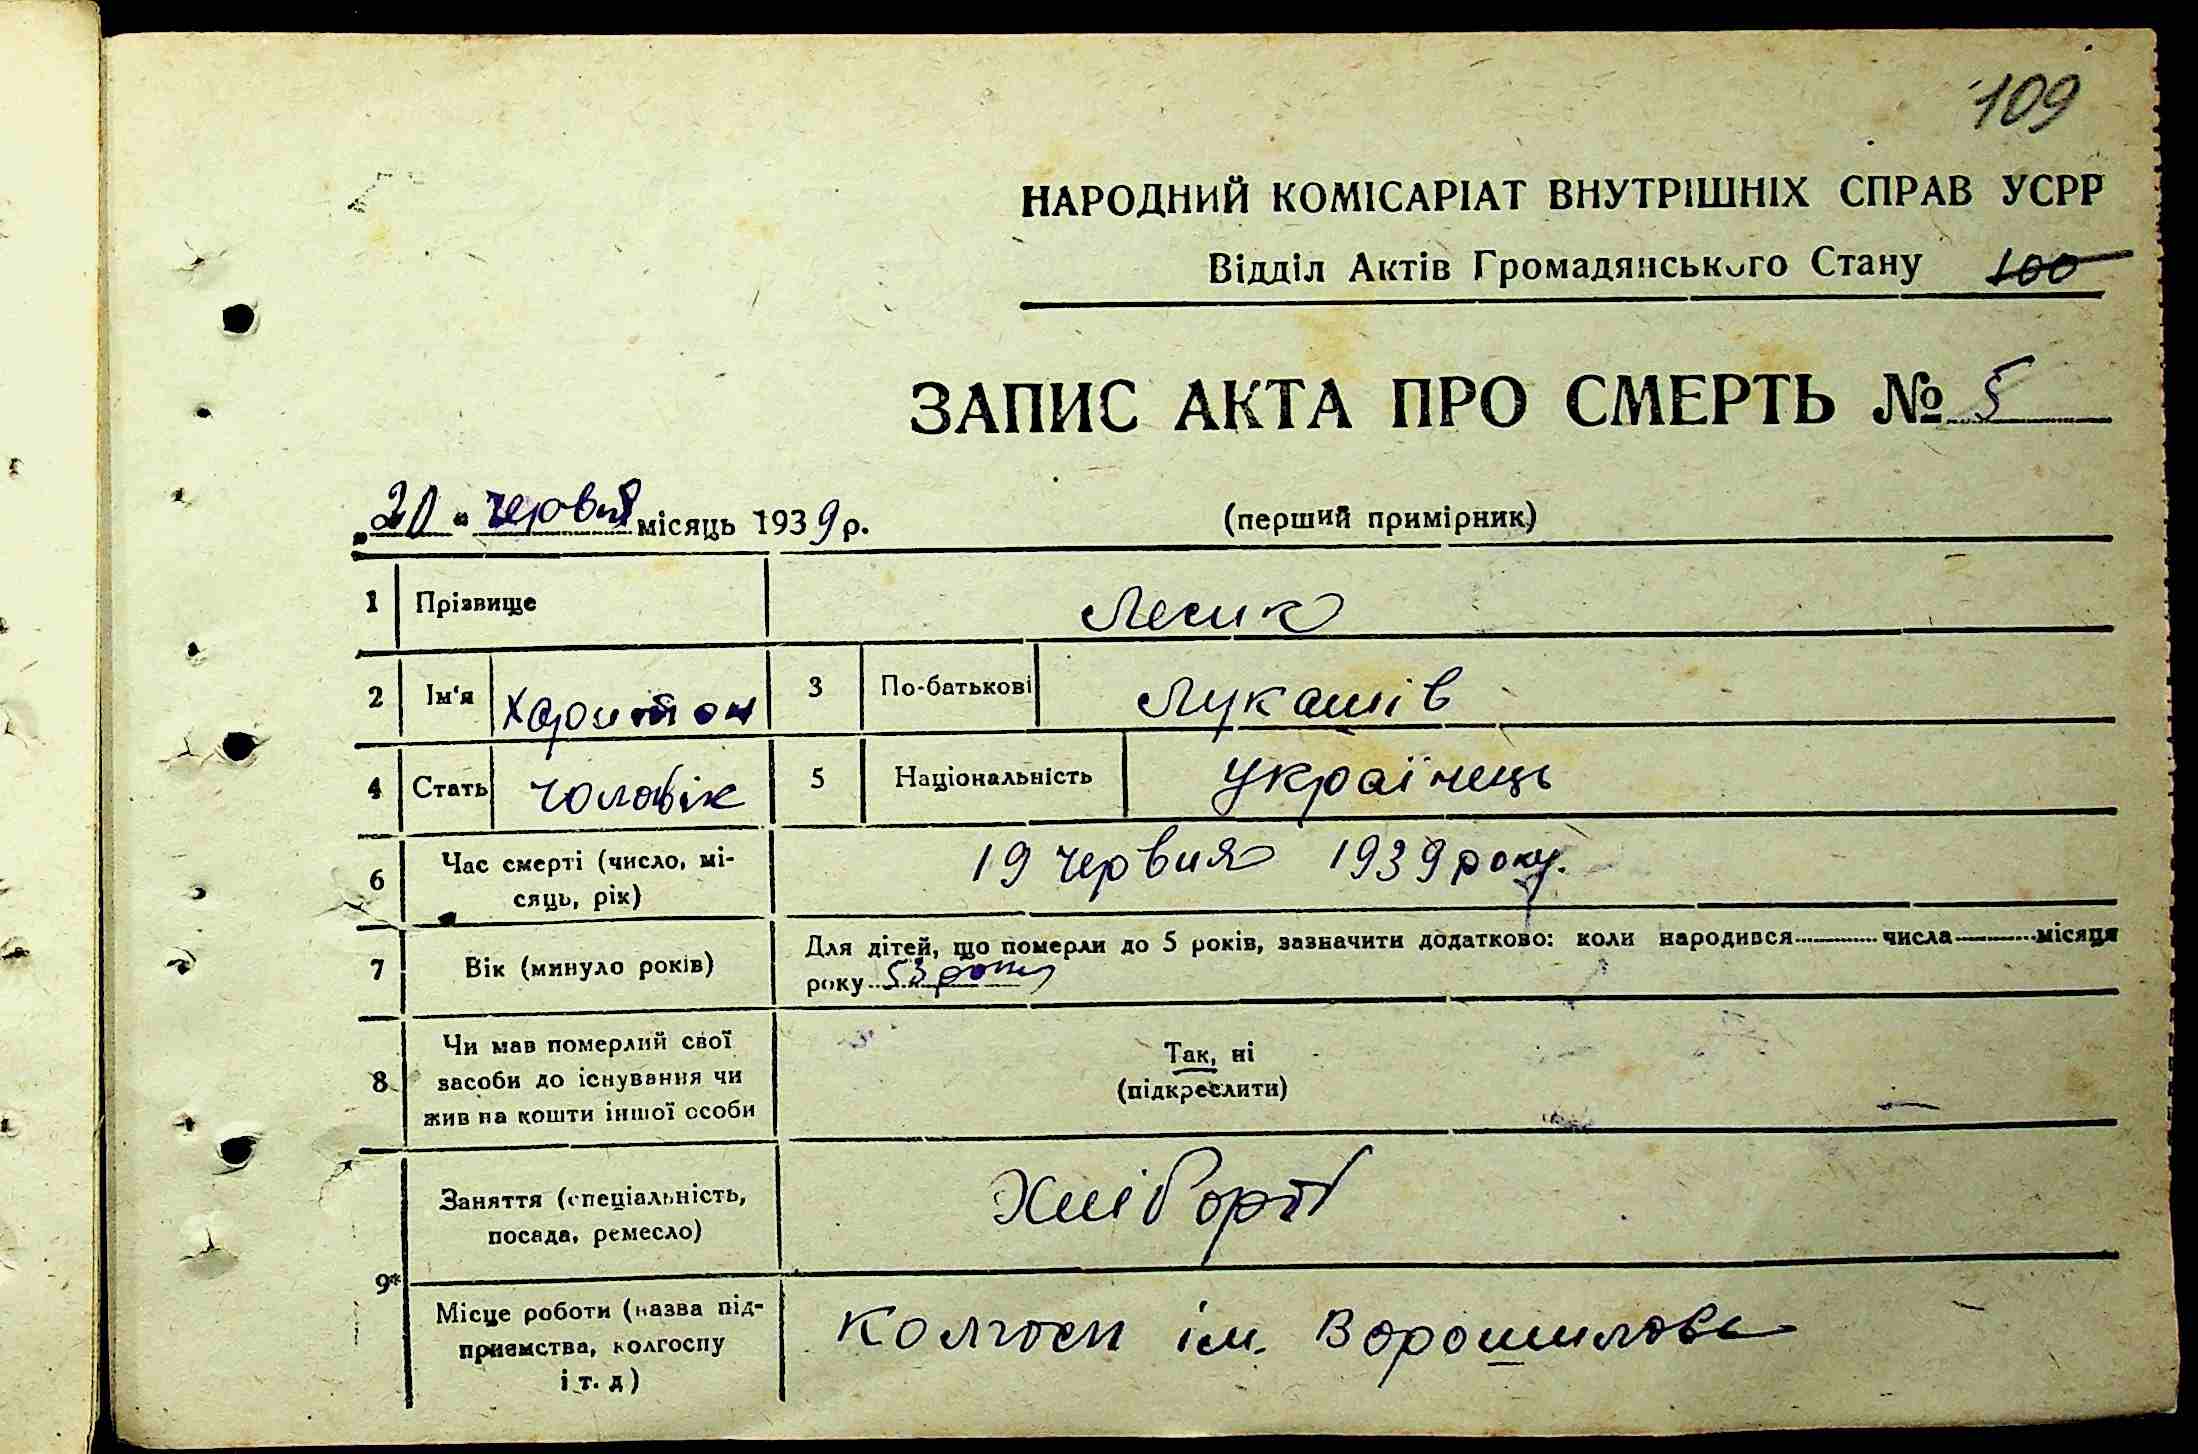 109
НАРОДНИЙ КОМІСАРІАТ ВНУТРІШНІХ СПРАВ УСРР
Відділ Актів Громадянського Стану 100
ЗАПИС АКТА ПРО СМЕРТЬ № 5
„20 " червня місяць 1939 р. (перший примірник)
1 Прізвище Лесик
2 Ім'я Харитон 3 По-батькові Лукашів
4 Стать чоловік 5 Національність Українець
6 Час смерті (число, мі-
сяць, рік) 19 червня 1939 року.
7 Вік (минуло років) Для дітей, що померли до 5 років, зазначити додатково: коли народився числа місяця
року 53 роки
8 Чи мав померлий свої
засоби до існування чи
жив на кошти іншої особи
Так, ні
(підкреслити)
9* Заняття (спеціальність,
посада, ремесло) Хлібороб
Місце роботи (назва під-
приємства, колгоспу
і т. д) Колгосп ім. Ворошилова